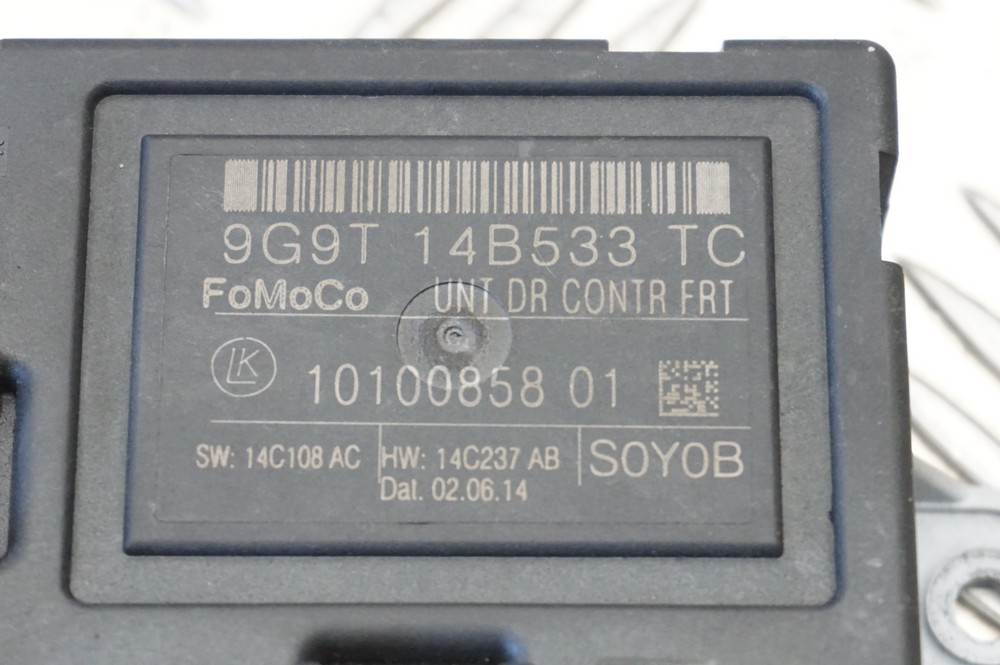 9G9T 14B533 TC
FoMoCo UNT DR CONTR FRT
LK 10100858 01
SW: 14C108 AC HW: 14C237 AB S0Y0B
Dat. 02.06.14